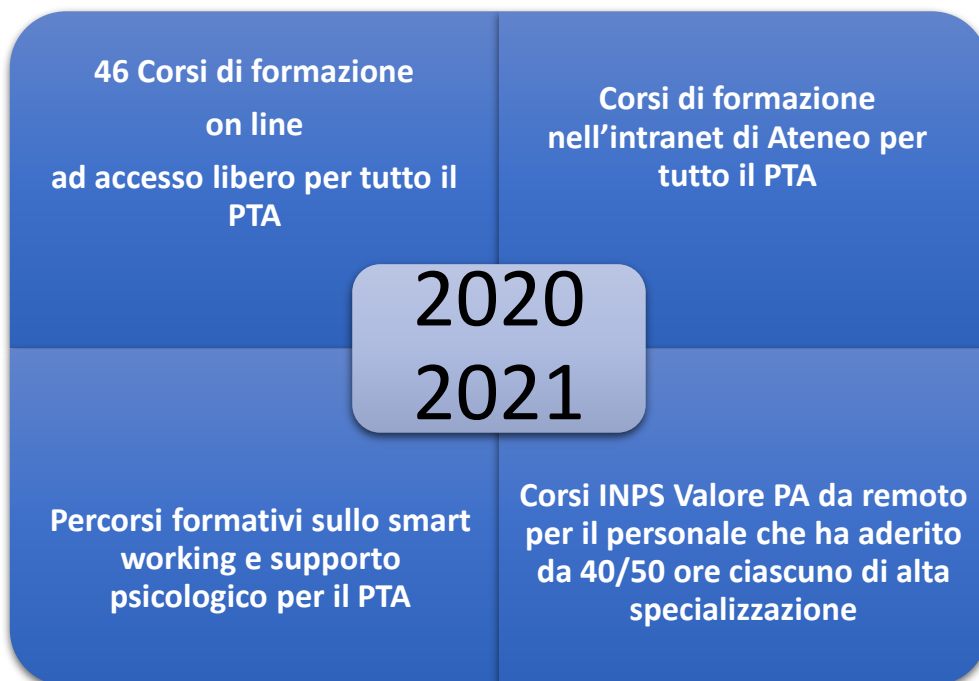 46 Corsi di formazione
on line
ad accesso libero per tutto il
PTA
Corsi di formazione
nell’intranet di Ateneo per
tutto il PTA
2020
2021
Percorsi formativi sullo smart
working e supporto
psicologico per il PTA
Corsi INPS Valore PA da remoto
per il personale che ha aderito
da 40/50 ore ciascuno di alta
specializzazione